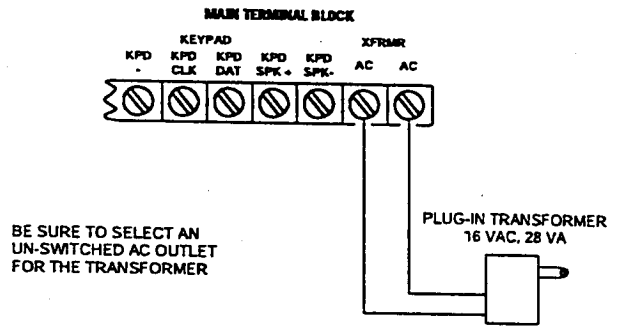 MAIN TERMINAL BLOCK
KEYPAD XFRMR
KPD KPD KPD KPD KPD AC AC
- CLK DAT SPK+ SPK-
BE SURE TO SELECT AN
UN-SWITCHED AC OUTLET
FOR THE TRANSFORMER
PLUG-IN TRANSFORMER
16 VAC, 28 VA